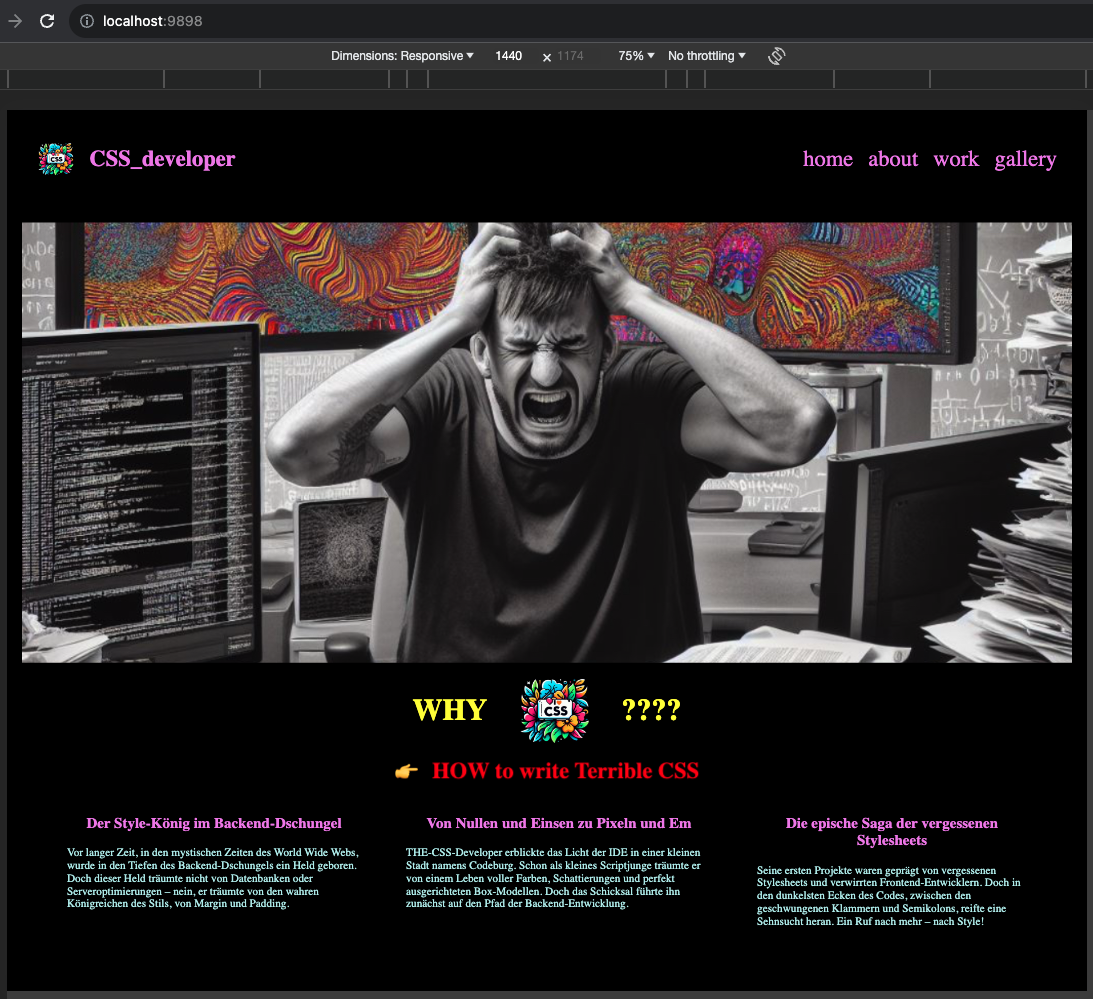 localhost:9898
Dimensions: Responsive ▼ 1440 × 1174 75% ▼ No throttling ▼
CSS
CSS_developer
home about work gallery
WHY CSS ????
👉 HOW to write Terrible CSS
Der Style-König im Backend-Dschungel
Vor langer Zeit, in den mystischen Zeiten des World Wide Webs,
wurde in den Tiefen des Backend-Dschungels ein Held geboren.
Doch dieser Held träumte nicht von Datenbanken oder
Serveroptimierungen – nein, er träumte von den wahren
Königreichen des Stils, von Margin und Padding.
Von Nullen und Einsen zu Pixeln und Em
THE-CSS-Developer erblickte das Licht der IDE in einer kleinen
Stadt namens Codeburg. Schon als kleines Scriptjunge träumte er
von einem Leben voller Farben, Schattierungen und perfekt
ausgerichteten Box-Modellen. Doch das Schicksal führte ihn
zunächst auf den Pfad der Backend-Entwicklung.
Die epische Saga der vergessenen
Stylesheets
Seine ersten Projekte waren geprägt von vergessenen
Stylesheets und verwirrten Frontend-Entwicklern. Doch in
den dunkelsten Ecken des Codes, zwischen den
geschwungenen Klammern und Semikolons, reifte eine
Sehnsucht heran. Ein Ruf nach mehr – nach Style!